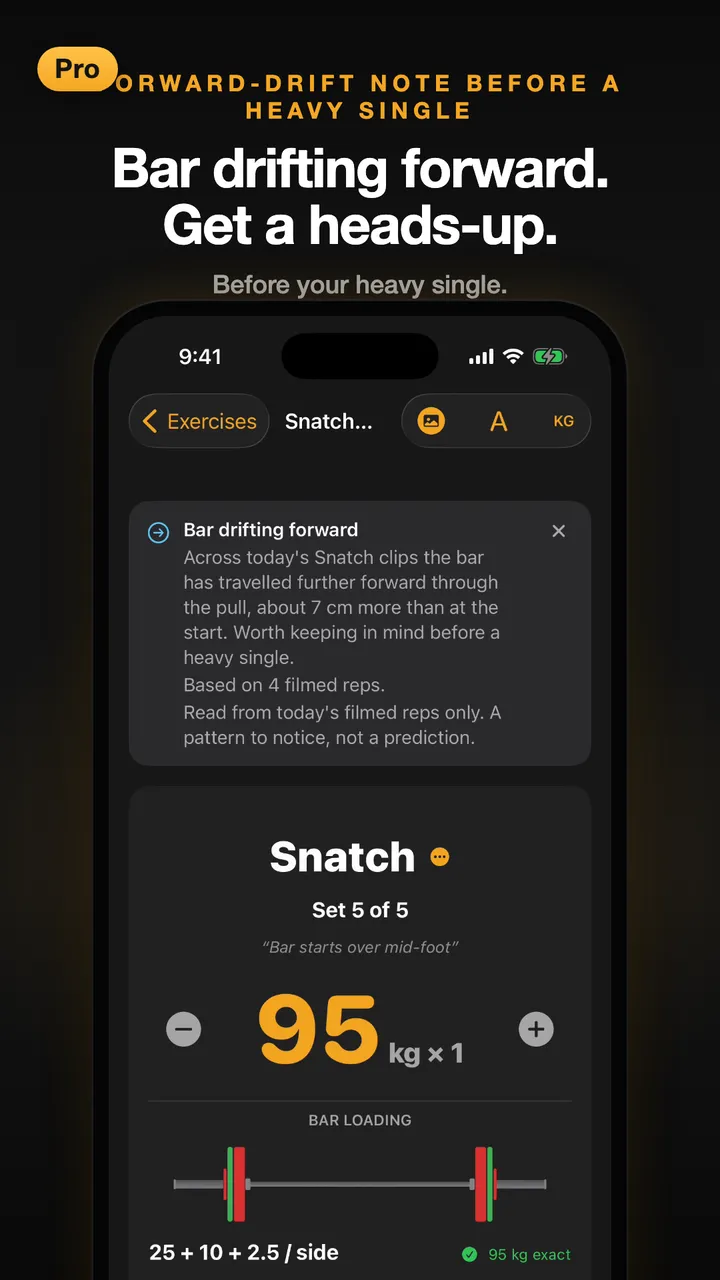 Pro
ORWARD-DRIFT NOTE BEFORE A
HEAVY SINGLE
Bar drifting forward.
Get a heads-up.
Before your heavy single.
9:41
Exercises
Snatch...
A
KG
Bar drifting forward
Across today's Snatch clips the bar
has travelled further forward through
the pull, about 7 cm more than at the
start. Worth keeping in mind before a
heavy single.
Based on 4 filmed reps.
Read from today's filmed reps only. A
pattern to notice, not a prediction.
Snatch
Set 5 of 5
“Bar starts over mid-foot”
95 kg × 1
BAR LOADING
25 + 10 + 2.5 / side
95 kg exact